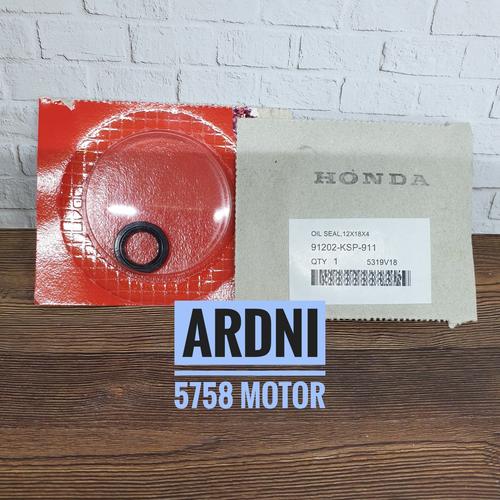 HONDA
OIL SEAL,12X18X4
91202-KSP-911
QTY 1 5319V18
ARDNI
5758 MOTOR